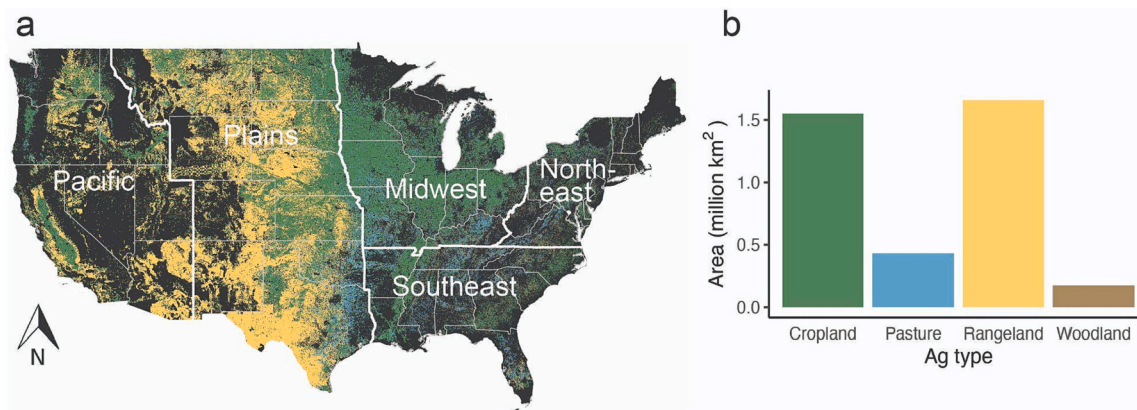 a
Plains
Pacific
Midwest
North-
east
Southeast
N
b
Area (million km²)
1.5
1.0
0.5
0.0
Cropland Pasture Rangeland Woodland
Ag type